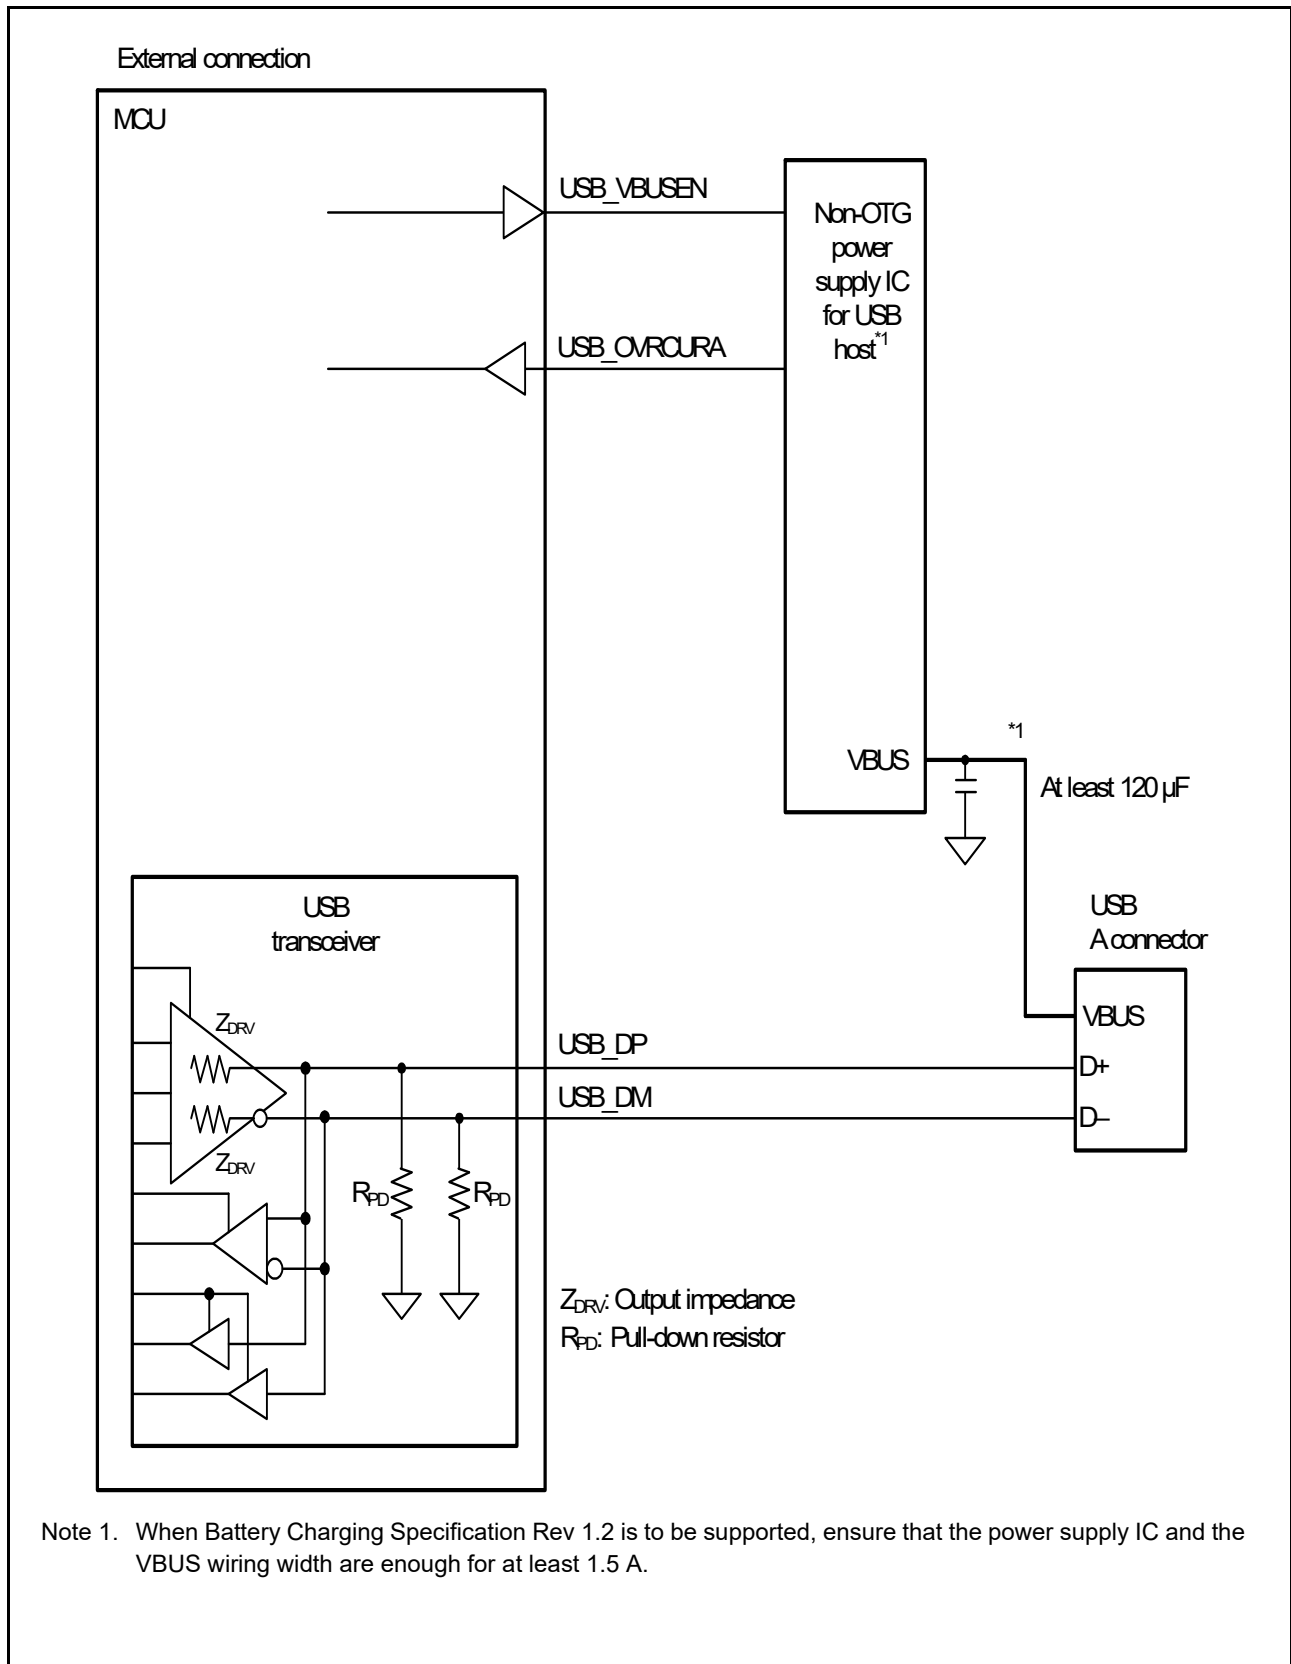 External connection
MCU
USB_VBUSEN
Non-OTG
power
supply IC
for USB
host*1
USB_OVRCURA
*1
VBUS
At least 120 µF
USB
transceiver
USB
A connector
ZDRV
VBUS
USB_DP
D+
USB_DM
D–
ZDRV
RPD
RPD
ZDRV: Output impedance
RPD: Pull-down resistor
Note 1. When Battery Charging Specification Rev 1.2 is to be supported, ensure that the power supply IC and the
VBUS wiring width are enough for at least 1.5 A.